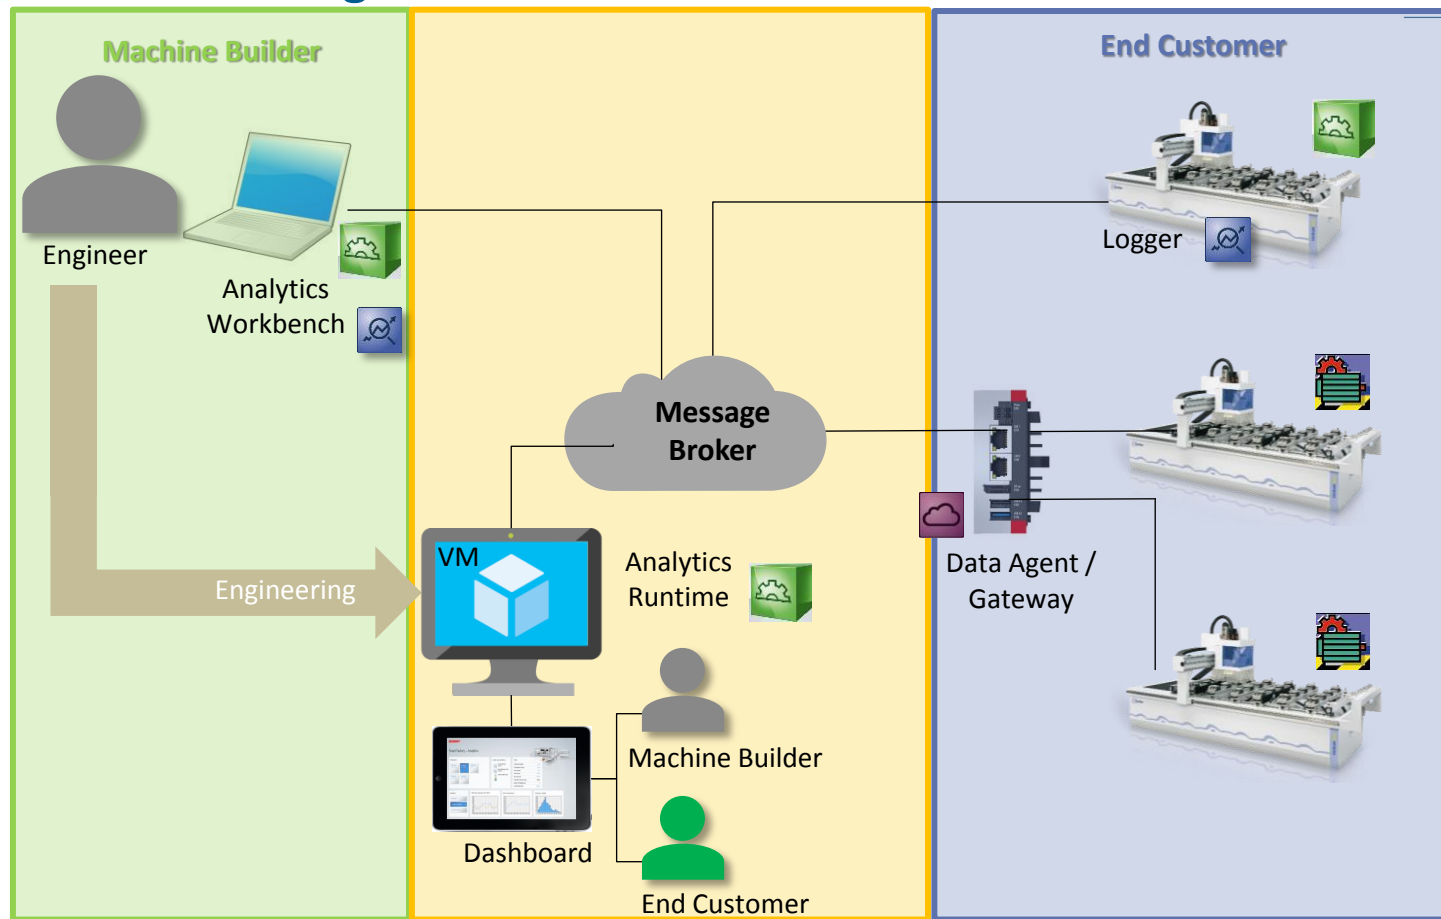 Machine Builder
End Customer
Engineer
Analytics
Workbench
Logger
Message
Broker
Engineering
VM
Analytics
Runtime
Data Agent /
Gateway
Machine Builder
Dashboard
End Customer